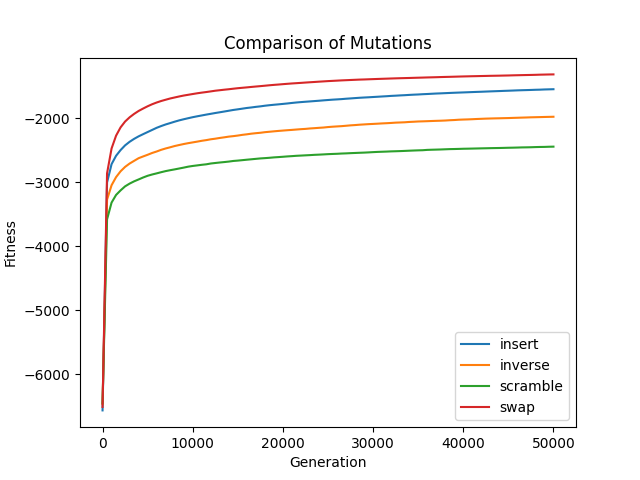 Comparison of Mutations
Fitness
−2000
−3000
−4000
−5000
−6000
insert
inverse
scramble
swap
0 10000 20000 30000 40000 50000
Generation